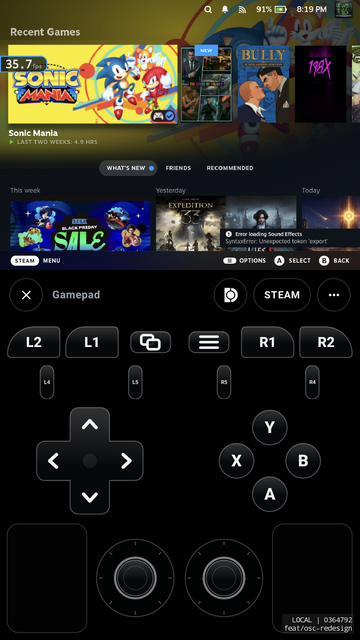 91% 8:19 PM
Recent Games
35.7fps
NEW
SONIC
MANIA
BULLY
198X
Sonic Mania
LAST TWO WEEKS: 4.9 HRS
WHAT'S NEW
FRIENDS
RECOMMENDED
This week
Yesterday
Today
SEGA
BLACK FRIDAY
SALE
EXPEDITION
33
Error loading Sound Effects
SyntaxError: Unexpected token 'export'
STEAM MENU
OPTIONS A SELECT B BACK
Gamepad
STEAM
L2 L1 R1 R2
L4 L5 R5 R4
Y
X B
A
LOCAL | 0364792
feat/osc-redesign